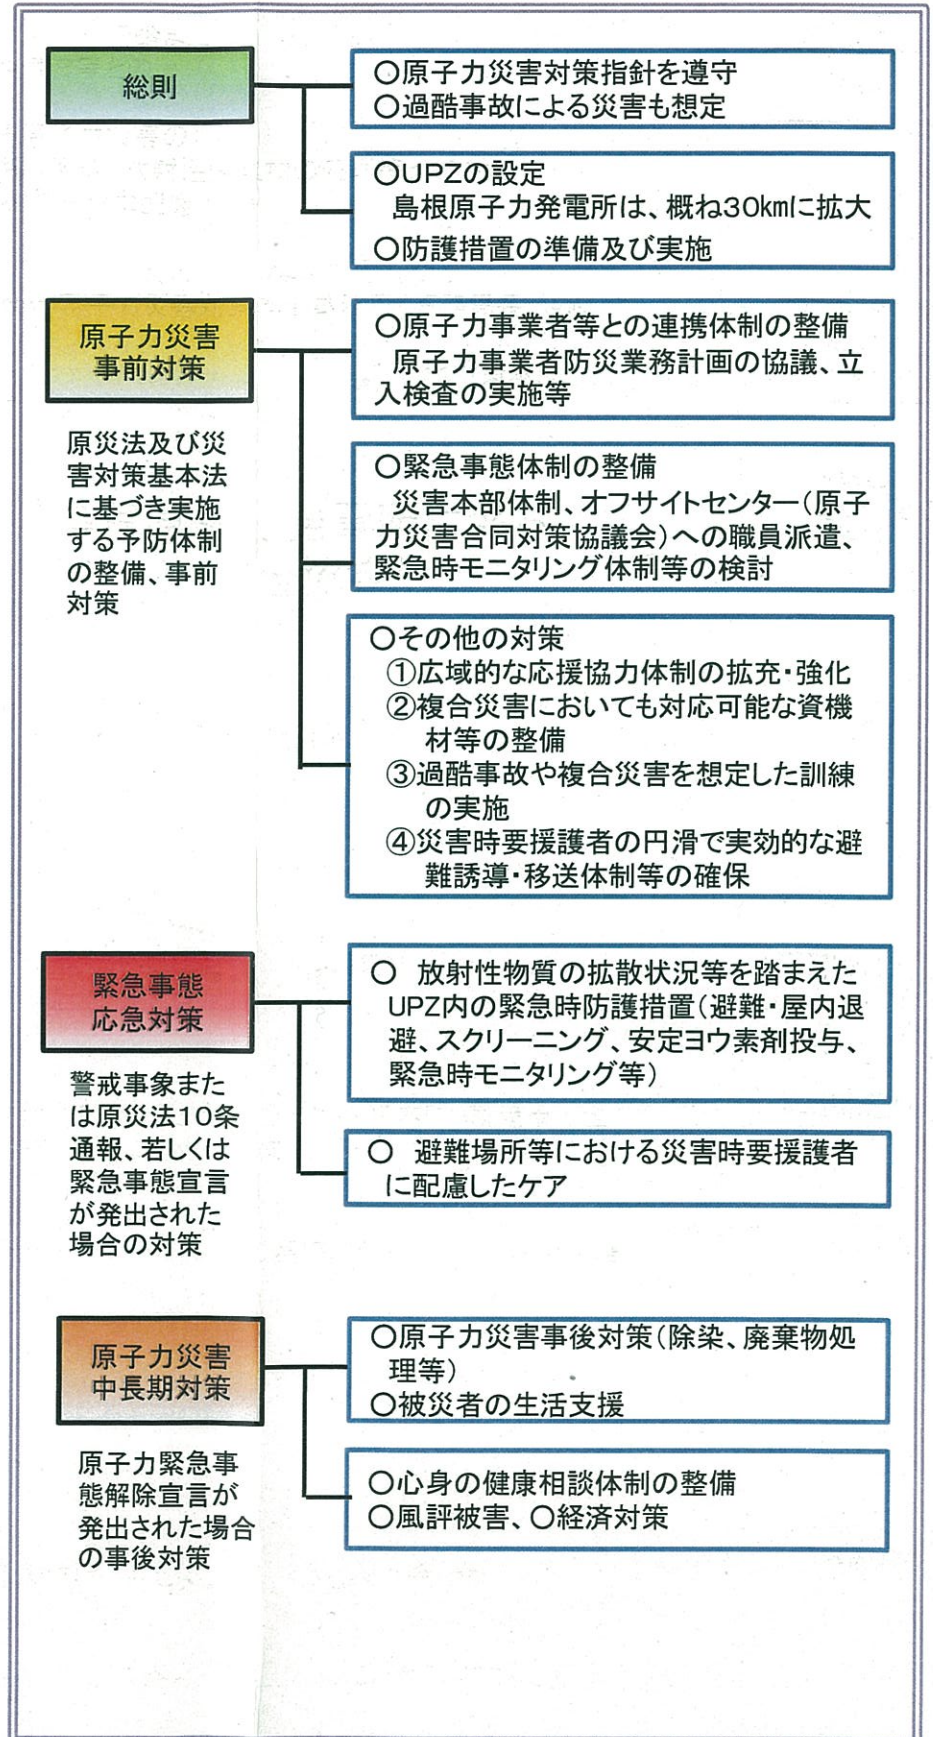 総則
○原子力災害対策指針を遵守
○過酷事故による災害も想定
○UPZの設定
島根原子力発電所は、概ね30kmに拡大
○防護措置の準備及び実施
原子力災害
事前対策
原災法及び災
害対策基本法
に基づき実施
する予防体制
の整備、事前
対策
○原子力事業者等との連携体制の整備
原子力事業者防災業務計画の協議、立
入検査の実施等
○緊急事態体制の整備
災害本部体制、オフサイトセンター(原子
力災害合同対策協議会)への職員派遣、
緊急時モニタリング体制等の検討
○その他の対策
①広域的な応援協力体制の拡充・強化
②複合災害においても対応可能な資機
材等の整備
③過酷事故や複合災害を想定した訓練
の実施
④災害時要援護者の円滑で実効的な避
難誘導・移送体制等の確保
緊急事態
応急対策
警戒事象また
は原災法10条
通報、若しくは
緊急事態宣言
が発出された
場合の対策
○ 放射性物質の拡散状況等を踏まえた
UPZ内の緊急時防護措置(避難・屋内退
避、スクリーニング、安定ヨウ素剤投与、
緊急時モニタリング等)
○ 避難場所等における災害時要援護者
に配慮したケア
原子力災害
中長期対策
原子力緊急事
態解除宣言が
発出された場合
の事後対策
○原子力災害事後対策(除染、廃棄物処
理等)
○被災者の生活支援
○心身の健康相談体制の整備
○風評被害、○経済対策